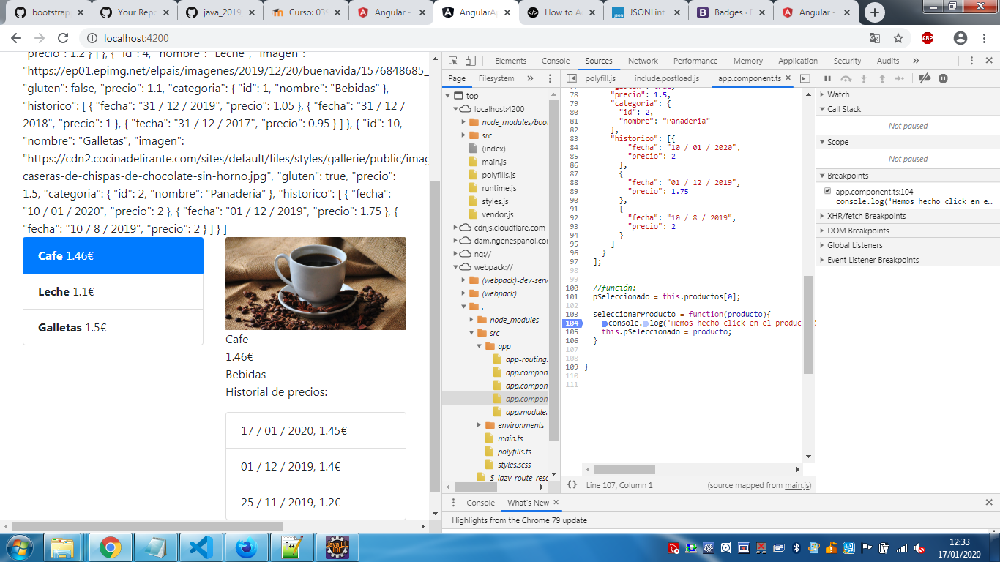 bootstrap
Your Repo
java_2019
Curso: 039
Angular -
AngularAp
How to Ad
JSONLint
Badges · B
Angular -
localhost:4200
"precio": 1.2 } ] }, { "id": 4, "nombre": "Leche", "imagen":
"https://ep01.epimg.net/elpais/imagenes/2019/12/20/buenavida/1576848685_
"gluten": false, "precio": 1.1, "categoria": { "id": 1, "nombre": "Bebidas" },
"historico": [ { "fecha": "31 / 12 / 2019", "precio": 1.05 }, { "fecha": "31 / 12 /
2018", "precio": 1 }, { "fecha": "31 / 12 / 2017", "precio": 0.95 } ] }, { "id": 10,
"nombre": "Galletas", "imagen":
"https://cdn2.cocinadelirante.com/sites/default/files/styles/gallerie/public/imag
caseras-de-chispas-de-chocolate-sin-horno.jpg", "gluten": true, "precio":
1.5, "categoria": { "id": 2, "nombre": "Panaderia" }, "historico": [ { "fecha":
"10 / 01 / 2020", "precio": 2 }, { "fecha": "01 / 12 / 2019", "precio": 1.75 }, {
"fecha": "10 / 8 / 2019", "precio": 2 } ] } ]
Cafe 1.46€
Leche 1.1€
Galletas 1.5€
Cafe
1.46€
Bebidas
Historial de precios:
17 / 01 / 2020, 1.45€
01 / 12 / 2019, 1.4€
25 / 11 / 2019, 1.2€
Elements Console Sources Network Performance Memory Application Security Audits
Page Filesystem
top
localhost:4200
node_modules/boo
src
(index)
main.js
polyfills.js
runtime.js
styles.js
vendor.js
cdnjs.cloudflare.com
dam.ngenespanol.con
ng://
webpack://
(webpack)-dev-serv
(webpack)
.
node_modules
src
app
app-routing.
app.compon
app.compon
app.compon
app.module.
environments
main.ts
polyfills.ts
styles.scss
$_lazy_route_resc
polyfill.js include.postload.js app.component.ts
78 "precio": 1.5,
79 "categoria": {
80 "id": 2,
81 "nombre": "Panaderia"
82 },
83 "historico": [{
84 "fecha": "10 / 01 / 2020",
85 "precio": 2
86 },
87 {
88 "fecha": "01 / 12 / 2019",
89 "precio": 1.75
90 },
91 {
92 "fecha": "10 / 8 / 2019",
93 "precio": 2
94 }
95 ]
96 }
97 ];
98
99
100 //función:
101 pSeleccionado = this.productos[0];
102
103 seleccionarProducto = function(producto){
104 console.log('Hemos hecho click en el product
105 this.pSeleccionado = producto;
106 }
107
108
109 }
110
111
{} Line 107, Column 1 (source mapped from main.js)
Watch
Call Stack
Not paused
Scope
Not paused
Breakpoints
app.component.ts:104
console.log('Hemos hecho click en e…
XHR/fetch Breakpoints
DOM Breakpoints
Global Listeners
Event Listener Breakpoints
Console What's New
Highlights from the Chrome 79 update
ABP
Java EE
IDE
12:33
17/01/2020